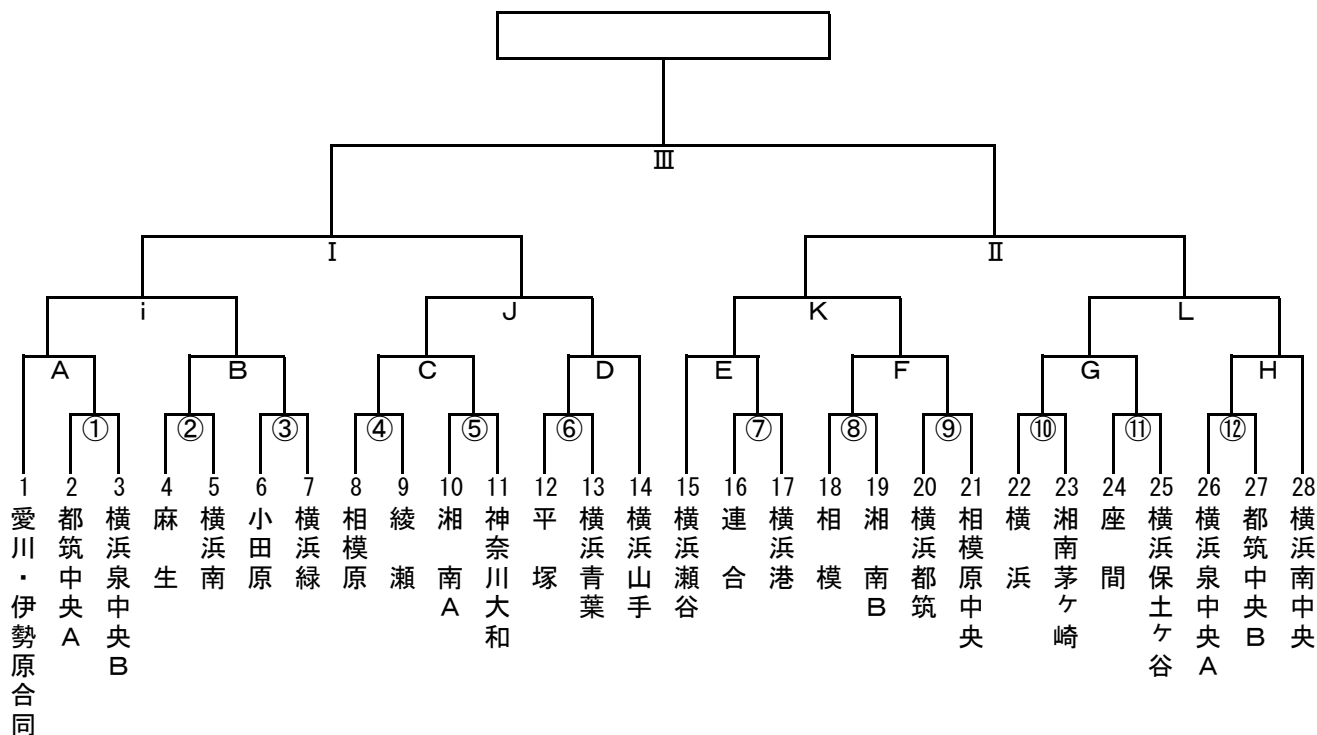 Ⅲ
Ⅰ Ⅱ
i J K L
A B C D E F G H
① ② ③ ④ ⑤ ⑥ ⑦ ⑧ ⑨ ⑩ ⑪ ⑫
1 2 3 4 5 6 7 8 9 10 11 12 13 14 15 16 17 18 19 20 21 22 23 24 25 26 27 28
愛川・伊勢原合同
都筑中央A
横浜泉中央B
麻生
横浜南
小田原
横浜緑
相模原
綾瀬
湘南A
神奈川大和
平塚
横浜青葉
横浜山手
横浜瀬谷
連合
横浜港
相模
湘南B
横浜都筑
相模原中央
横浜
湘南茅ケ崎
座間
横浜保土ケ谷
横浜泉中央A
都筑中央B
横浜南中央